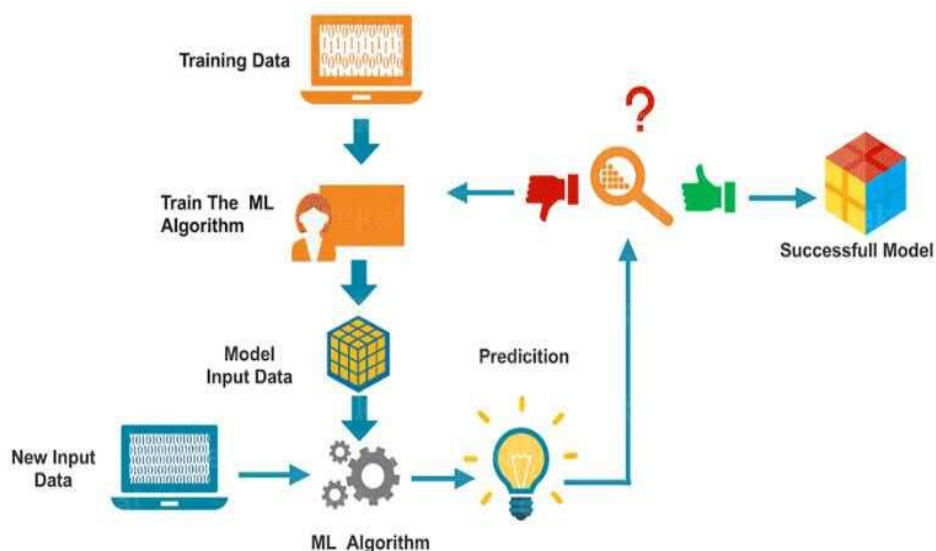 Training Data
?
Train The ML
Algorithm
Successfull Model
Model
Input Data
Predicition
New Input
Data
ML Algorithm